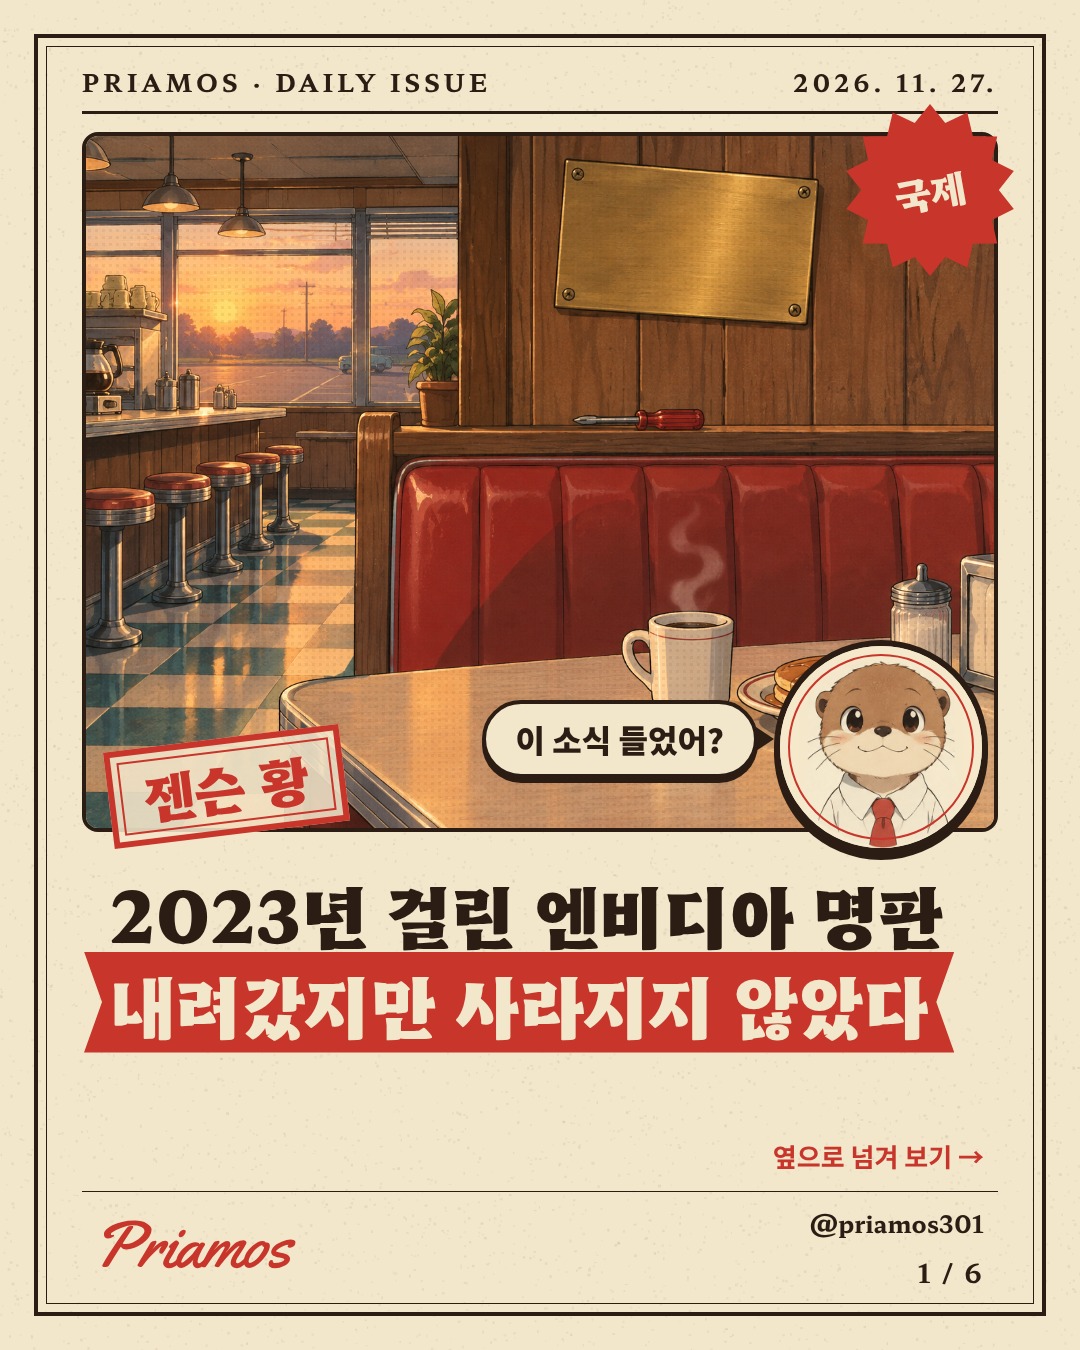 PRIAMOS · DAILY ISSUE
2026. 11. 27.
국제
이 소식 들었어?
젠슨 황
2023년 걸린 엔비디아 명판
내려갔지만 사라지지 않았다
옆으로 넘겨 보기 →
Priamos
@priamos301
1 / 6